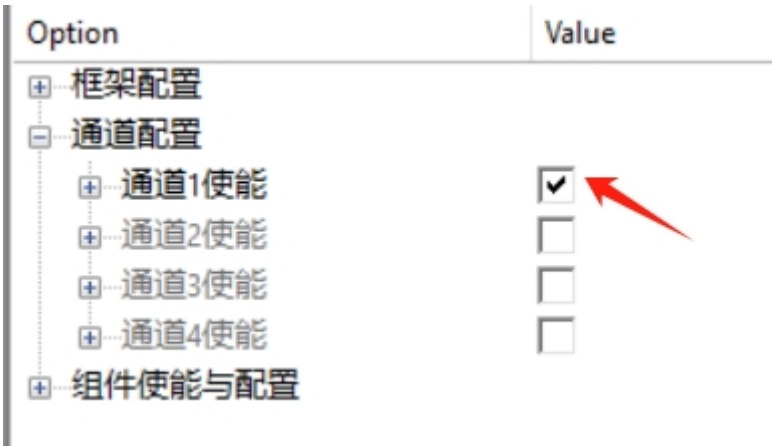 Option Value
框架配置
通道配置
通道1使能
通道2使能
通道3使能
通道4使能
组件使能与配置